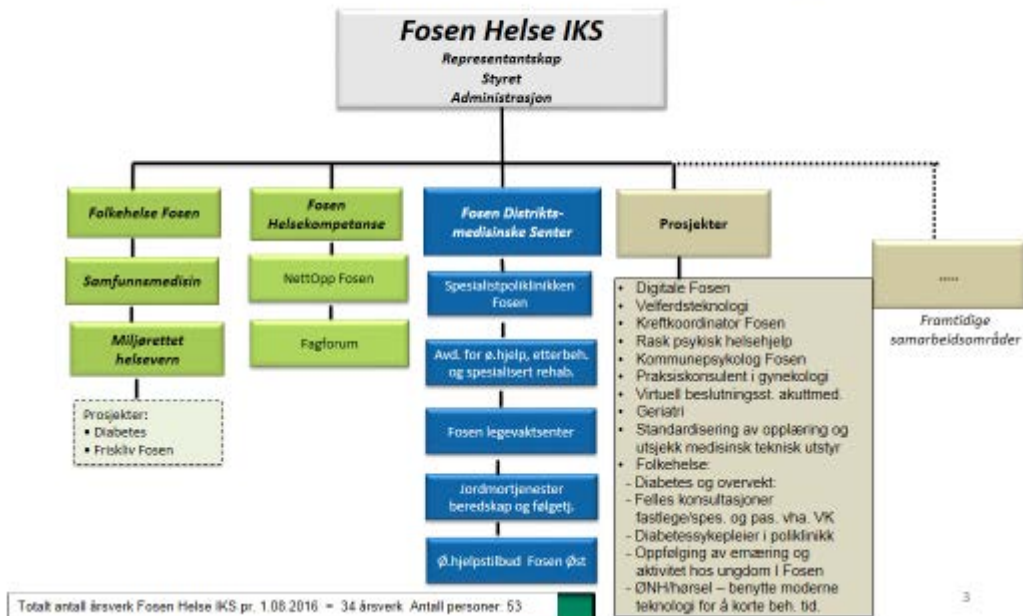 Fosen Helse IKS
Representantskap
Styret
Administrasjon
Folkehelse Fosen
Samfunnsmedisin
Miljørettet
helsevern
Prosjekter:
▪ Diabetes
▪ Friskliv Fosen
Fosen
Helsekompetanse
NettOpp Fosen
Fagforum
Fosen Distrikts-
medisinske Senter
Spesialistpoliklinikken
Fosen
Avd. for ø.hjelp, etterbeh.
og spesialisert rehab.
Fosen legevaktsenter
Jordmortjenester
beredskap og følgetj.
Ø.hjelpstilbud Fosen Øst
Prosjekter
• Digitale Fosen
• Velferdsteknologi
• Kreftkoordinator Fosen
• Rask psykisk helsehjelp
• Kommunepsykolog Fosen
• Praksiskonsulent i gynekologi
• Virtuell beslutningsst. akuttmed.
• Geriatri
• Standardisering av opplæring og
utsjekk medisinsk teknisk utstyr
• Folkehelse:
- Diabetes og overvekt:
- Felles konsultasjoner
fastlege/spes. og pas. vha. VK
- Diabetessykepleier i poliklinikk
- Oppfølging av ernæring og
aktivitet hos ungdom I Fosen
- ØNH/hørsel – benytte moderne
teknologi for å korte beh. tid.
.....
Framtidige
samarbeidsområder
Totalt antall årsverk Fosen Helse IKS pr. 1.08.2016 = 34 årsverk Antall personer: 53
3